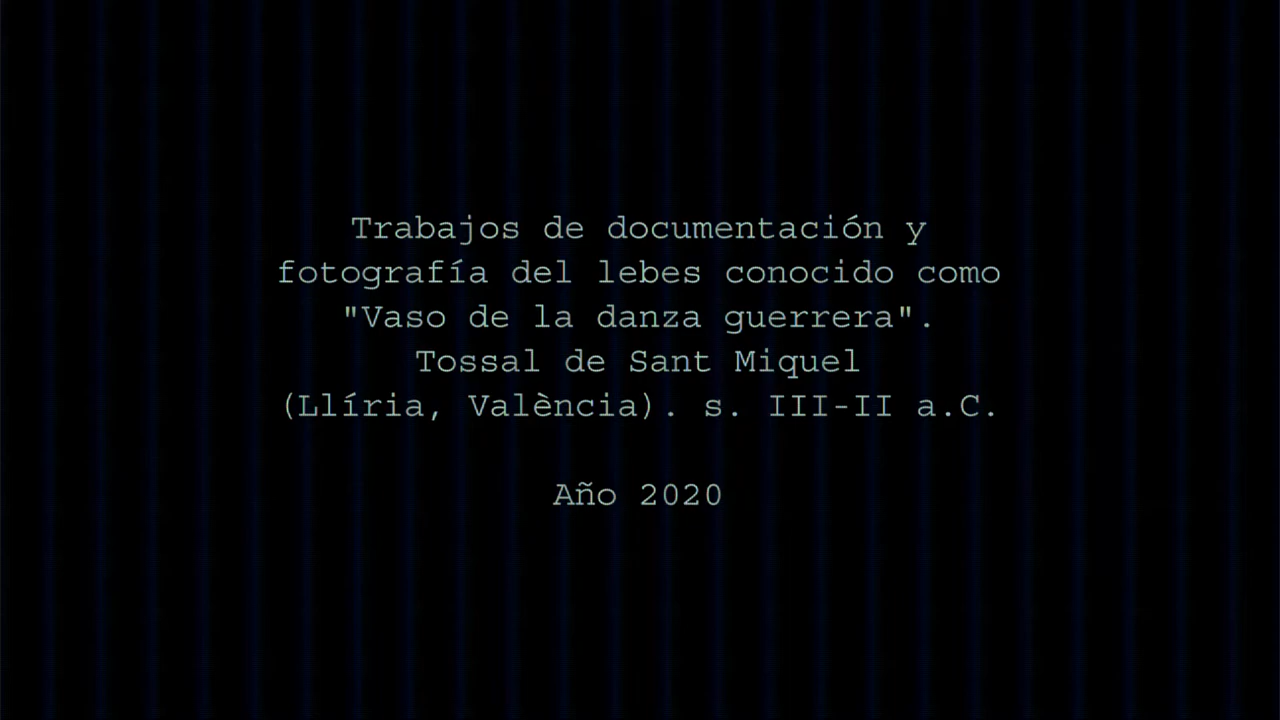 Trabajos de documentación y
fotografía del lebes conocido como
"Vaso de la danza guerrera".
Tossal de Sant Miquel
(Llíria, València). s. III-II a.C.
Año 2020